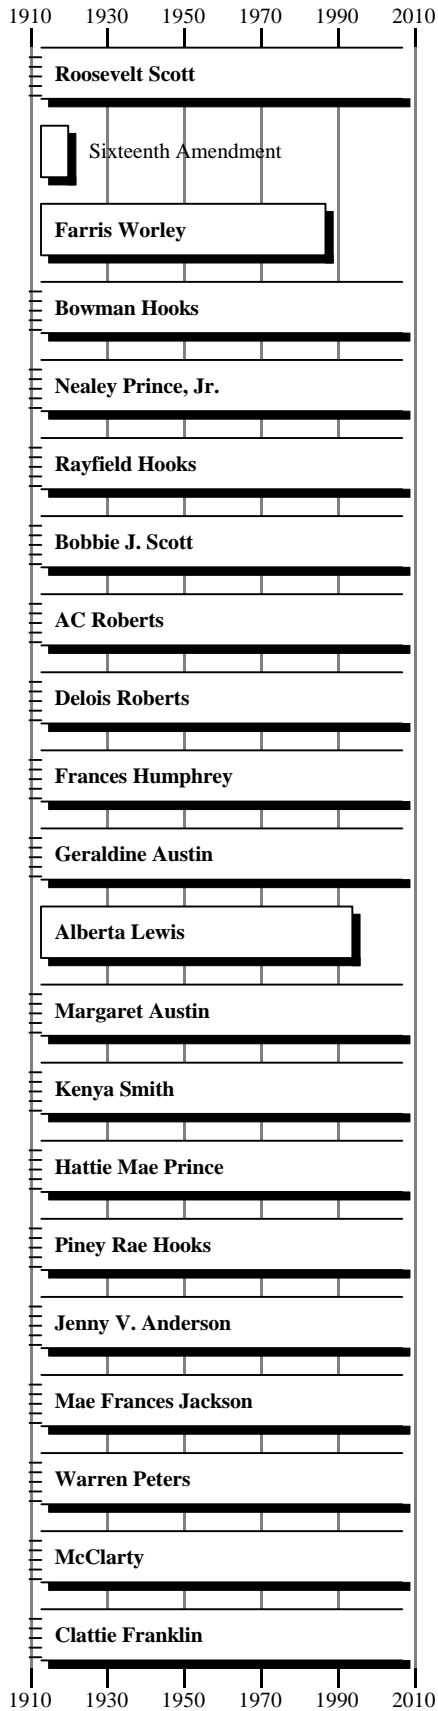 1910 1930 1950 1970 1990 2010
Roosevelt Scott
Sixteenth Amendment
Farris Worley
Bowman Hooks
Nealey Prince, Jr.
Rayfield Hooks
Bobbie J. Scott
AC Roberts
Delois Roberts
Frances Humphrey
Geraldine Austin
Alberta Lewis
Margaret Austin
Kenya Smith
Hattie Mae Prince
Piney Rae Hooks
Jenny V. Anderson
Mae Frances Jackson
Warren Peters
McClarty
Clattie Franklin
1910 1930 1950 1970 1990 2010